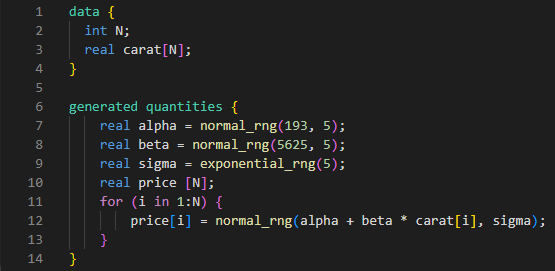 1 data {
2   int N;
3   real carat[N];
4 }
5
6 generated quantities {
7     real alpha = normal_rng(193, 5);
8     real beta = normal_rng(5625, 5);
9     real sigma = exponential_rng(5);
10     real price [N];
11     for (i in 1:N) {
12         price[i] = normal_rng(alpha + beta * carat[i], sigma);
13     }
14 }